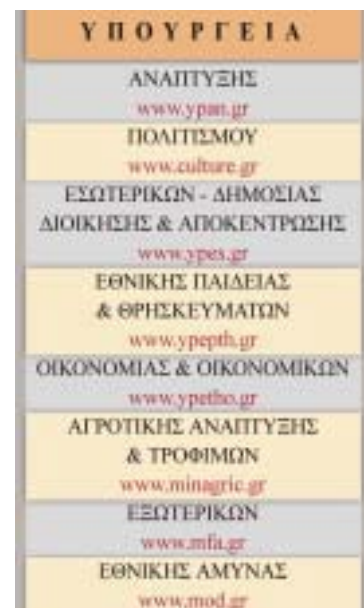 ΥΠΟΥΡΓΕΙΑ
ΑΝΑΠΤΥΞΗΣ
www.ypan.gr
ΠΟΛΙΤΙΣΜΟΥ
www.culture.gr
ΕΣΩΤΕΡΙΚΩΝ - ΔΗΜΟΣΙΑΣ
ΔΙΟΙΚΗΣΗΣ & ΑΠΟΚΕΝΤΡΩΣΗΣ
www.ypes.gr
ΕΘΝΙΚΗΣ ΠΑΙΔΕΙΑΣ
& ΘΡΗΣΚΕΥΜΑΤΩΝ
www.ypepth.gr
ΟΙΚΟΝΟΜΙΑΣ & ΟΙΚΟΝΟΜΙΚΩΝ
www.ypetho.gr
ΑΓΡΟΤΙΚΗΣ ΑΝΑΠΤΥΞΗΣ
& ΤΡΟΦΙΜΩΝ
www.minagric.gr
ΕΞΩΤΕΡΙΚΩΝ
www.mfa.gr
ΕΘΝΙΚΗΣ ΑΜΥΝΑΣ
www.mod.gr